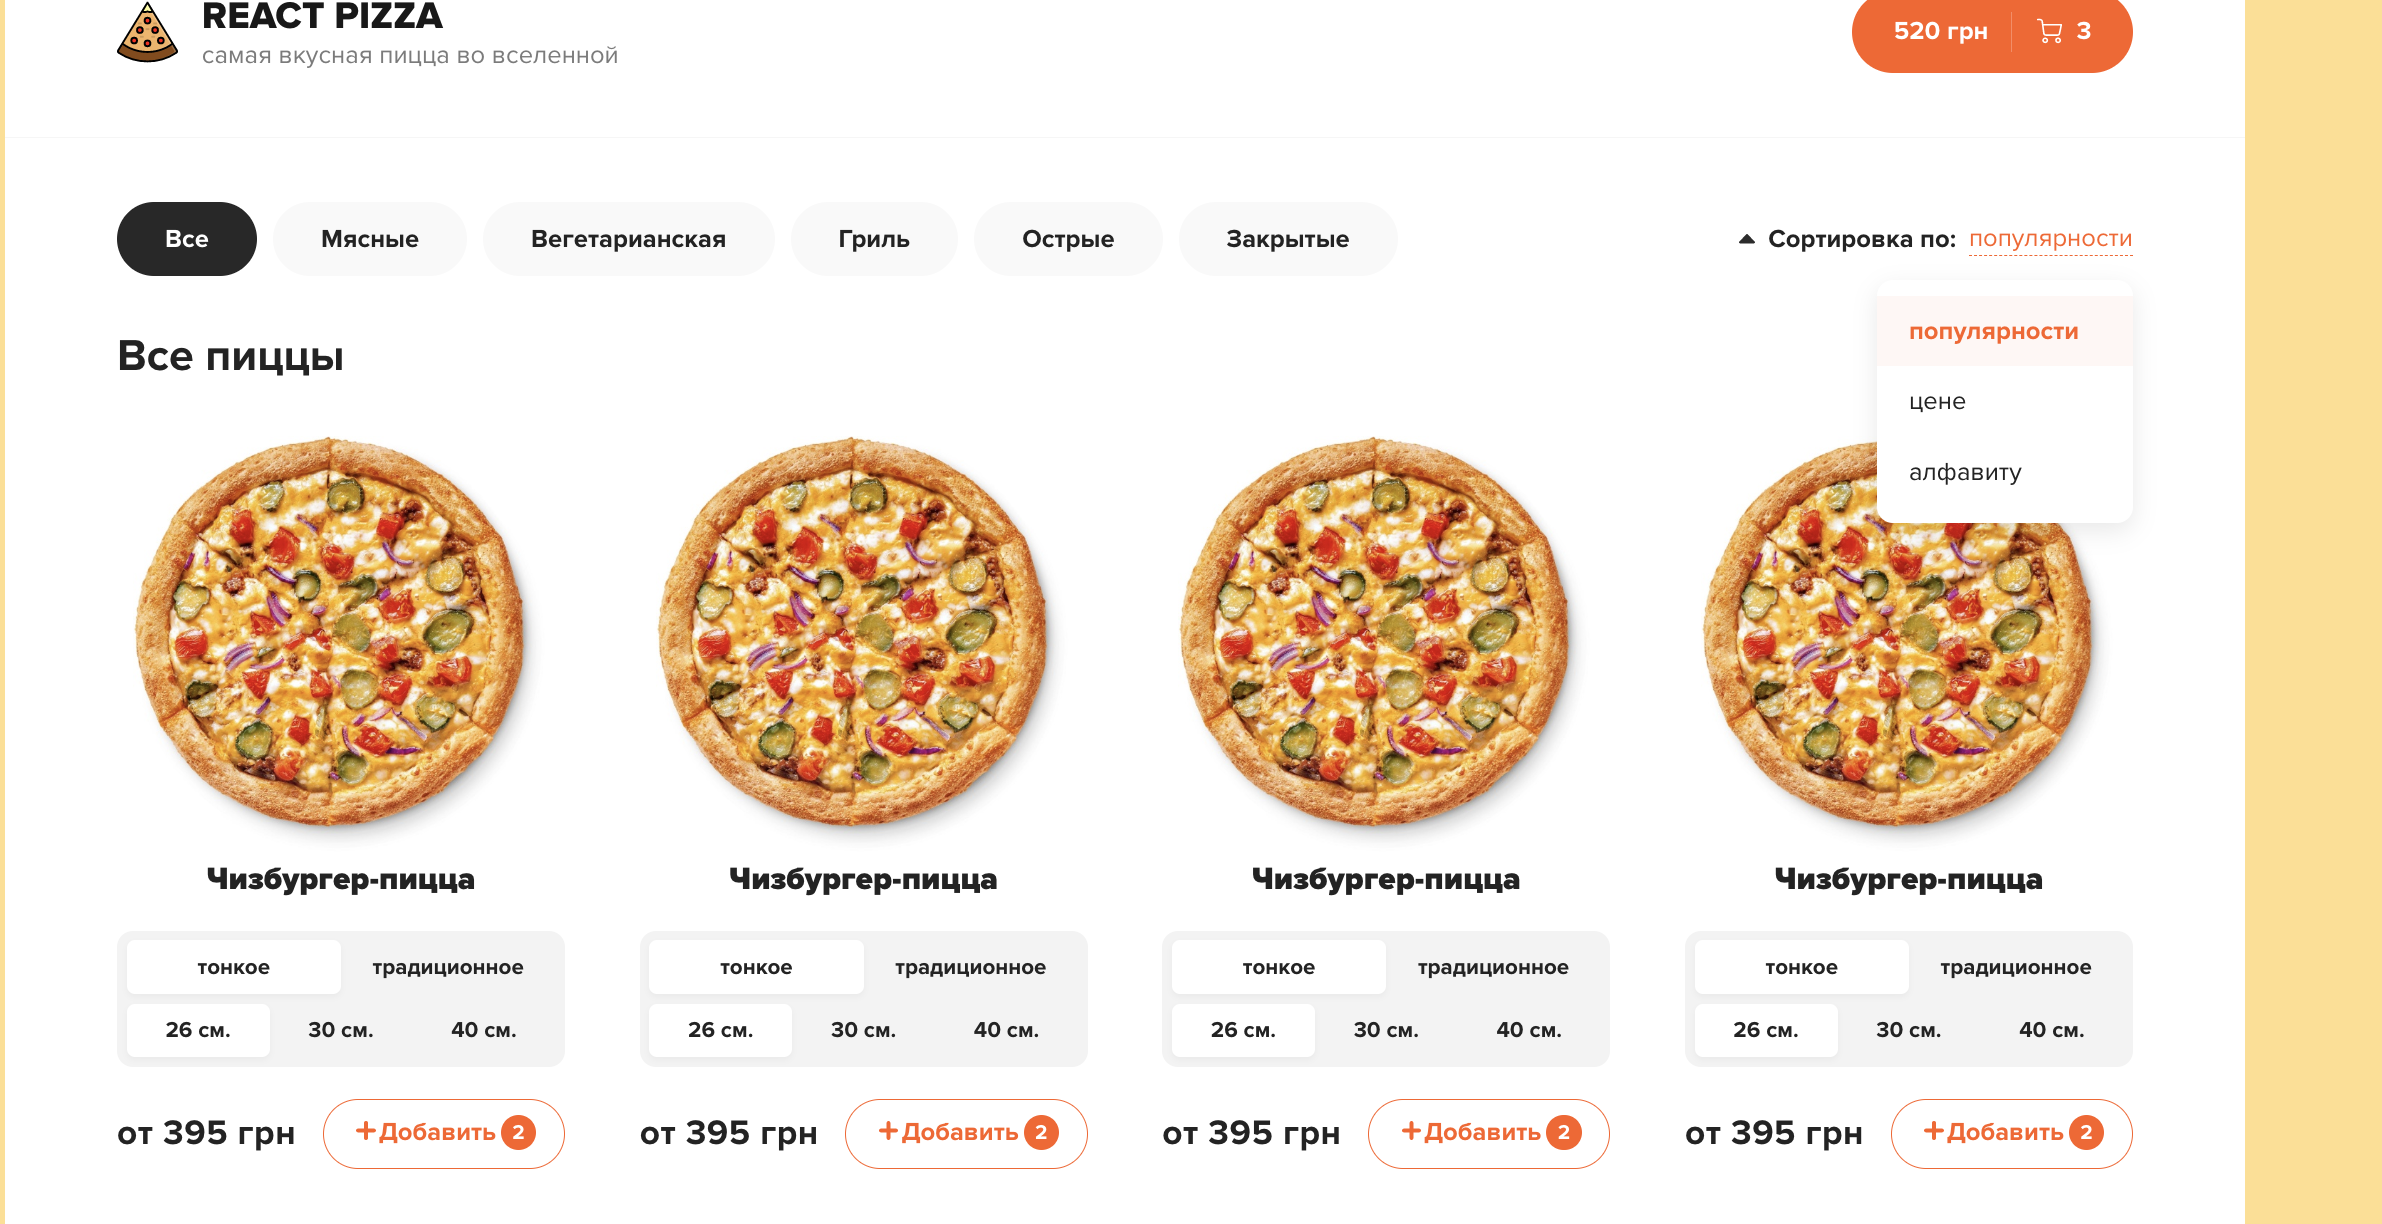 REACT PIZZA
самая вкусная пицца во вселенной
520 грн 3
Все Мясные Вегетарианская Гриль Острые Закрытые
Сортировка по: популярности
популярности
цене
алфавиту
Все пиццы
Чизбургер-пицца Чизбургер-пицца Чизбургер-пицца Чизбургер-пицца
тонкое традиционное тонкое традиционное тонкое традиционное тонкое традиционное
26 см. 30 см. 40 см. 26 см. 30 см. 40 см. 26 см. 30 см. 40 см. 26 см. 30 см. 40 см.
от 395 грн +Добавить 2 от 395 грн +Добавить 2 от 395 грн +Добавить 2 от 395 грн +Добавить 2